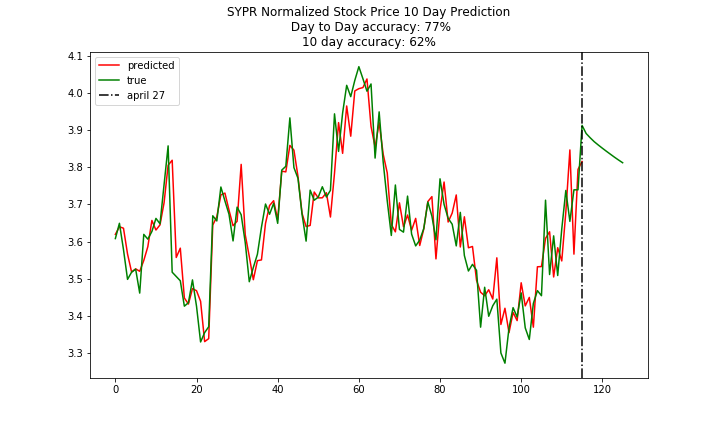 SYPR Normalized Stock Price 10 Day Prediction
Day to Day accuracy: 77%
10 day accuracy: 62%
predicted
true
april 27
4.1
4.0
3.9
3.8
3.7
3.6
3.5
3.4
3.3
0 20 40 60 80 100 120